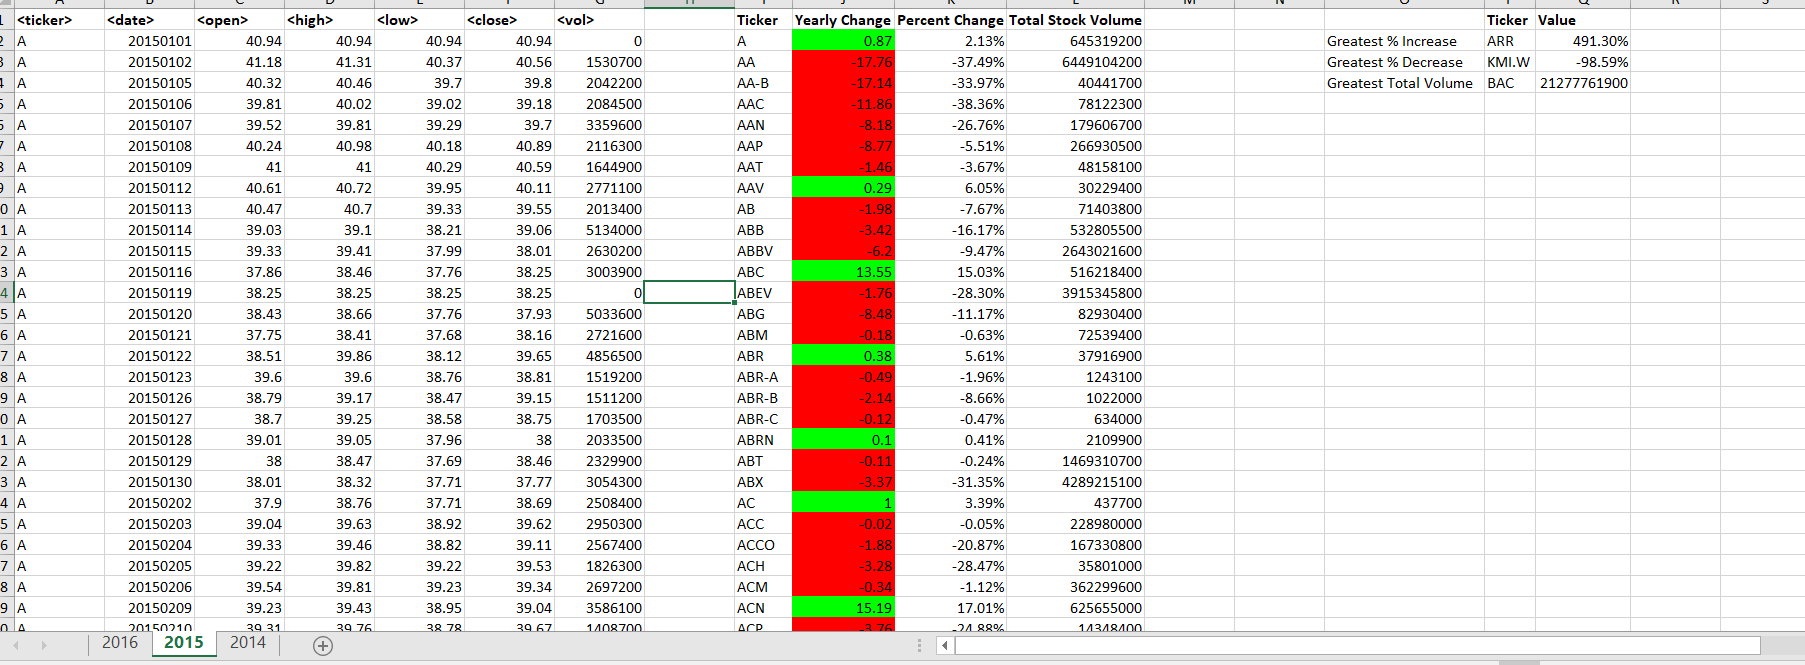 <ticker> <date> <open> <high> <low> <close> <vol> Ticker Yearly Change Percent Change Total Stock Volume Ticker Value
A 20150101 40.94 40.94 40.94 40.94 0 A 0.87 2.13% 645319200 Greatest % Increase ARR 491.30%
A 20150102 41.18 41.31 40.37 40.56 1530700 AA -17.76 -37.49% 6449104200 Greatest % Decrease KMI.W -98.59%
A 20150105 40.32 40.46 39.7 39.8 2042200 AA-B -17.14 -33.97% 40441700 Greatest Total Volume BAC 21277761900
A 20150106 39.81 40.02 39.02 39.18 2084500 AAC -11.86 -38.36% 78122300
A 20150107 39.52 39.81 39.29 39.7 3359600 AAN -8.18 -26.76% 179606700
A 20150108 40.24 40.98 40.18 40.89 2116300 AAP -8.77 -5.51% 266930500
A 20150109 41 41 40.29 40.59 1644900 AAT -1.46 -3.67% 48158100
A 20150112 40.61 40.72 39.95 40.11 2771100 AAV 0.29 6.05% 30229400
A 20150113 40.47 40.7 39.33 39.55 2013400 AB -1.98 -7.67% 71403800
A 20150114 39.03 39.1 38.21 39.06 5134000 ABB -3.42 -16.17% 532805500
A 20150115 39.33 39.41 37.99 38.01 2630200 ABBV -6.2 -9.47% 2643021600
A 20150116 37.86 38.46 37.76 38.25 3003900 ABC 13.55 15.03% 516218400
A 20150119 38.25 38.25 38.25 38.25 0 ABEV -1.76 -28.30% 3915345800
A 20150120 38.43 38.66 37.76 37.93 5033600 ABG -8.48 -11.17% 82930400
A 20150121 37.75 38.41 37.68 38.16 2721600 ABM -0.18 -0.63% 72539400
A 20150122 38.51 39.86 38.12 39.65 4856500 ABR 0.38 5.61% 37916900
A 20150123 39.6 39.6 38.76 38.81 1519200 ABR-A -0.49 -1.96% 1243100
A 20150126 38.79 39.17 38.47 39.15 1511200 ABR-B -2.14 -8.66% 1022000
A 20150127 38.7 39.25 38.58 38.75 1703500 ABR-C -0.12 -0.47% 634000
A 20150128 39.01 39.05 37.96 38 2033500 ABRN 0.1 0.41% 2109900
A 20150129 38 38.47 37.69 38.46 2329900 ABT -0.11 -0.24% 1469310700
A 20150130 38.01 38.32 37.71 37.77 3054300 ABX -3.37 -31.35% 4289215100
A 20150202 37.9 38.76 37.71 38.69 2508400 AC 1 3.39% 437700
A 20150203 39.04 39.63 38.92 39.62 2950300 ACC -0.02 -0.05% 228980000
A 20150204 39.33 39.46 38.82 39.11 2567400 ACCO -1.88 -20.87% 167330800
A 20150205 39.22 39.82 39.22 39.53 1826300 ACH -3.28 -28.47% 35801000
A 20150206 39.54 39.81 39.23 39.34 2697200 ACM -0.34 -1.12% 362299600
A 20150209 39.23 39.43 38.95 39.04 3586100 ACN 15.19 17.01% 625655000
A 20150210 39.31 39.76 38.78 39.67 1408700 ACP -3.76 -24.88% 14348400
2016 2015 2014